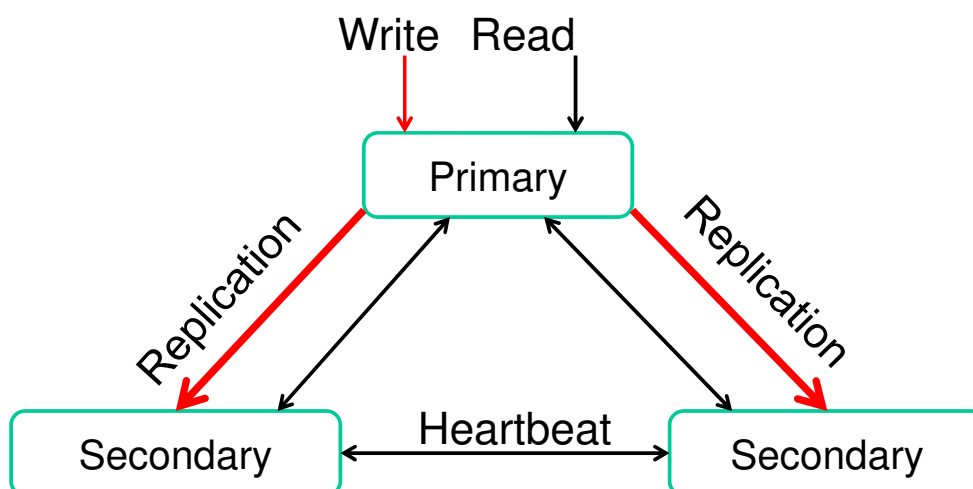 Write Read
Primary
Replication
Replication
Heartbeat
Secondary
Secondary